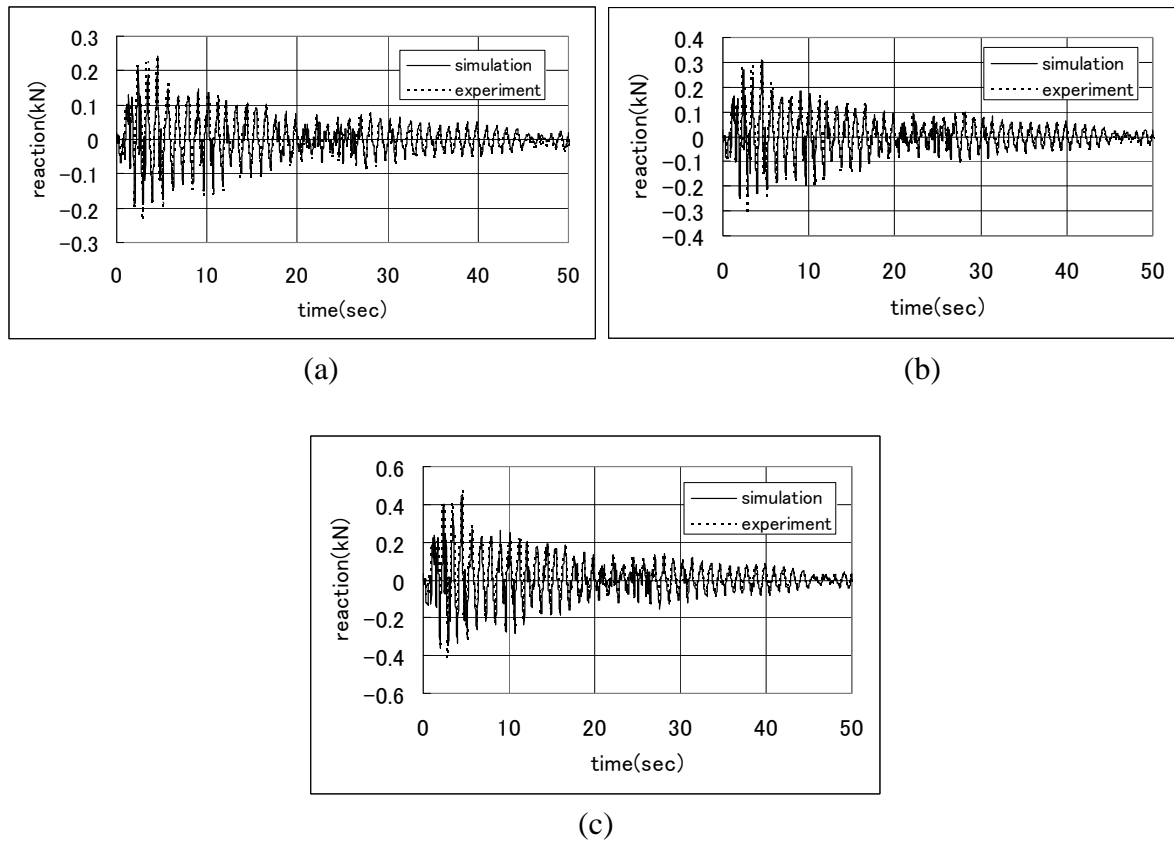 0.3
0.2
0.1
0
−0.1
−0.2
−0.3
reaction(kN)
simulation
experiment
0 10 20 30 40 50
time(sec)
(a)
0.4
0.3
0.2
0.1
0
−0.1
−0.2
−0.3
−0.4
reaction(kN)
simulation
experiment
0 10 20 30 40 50
time(sec)
(b)
0.6
0.4
0.2
0
−0.2
−0.4
−0.6
reaction(kN)
simulation
experiment
0 10 20 30 40 50
time(sec)
(c)